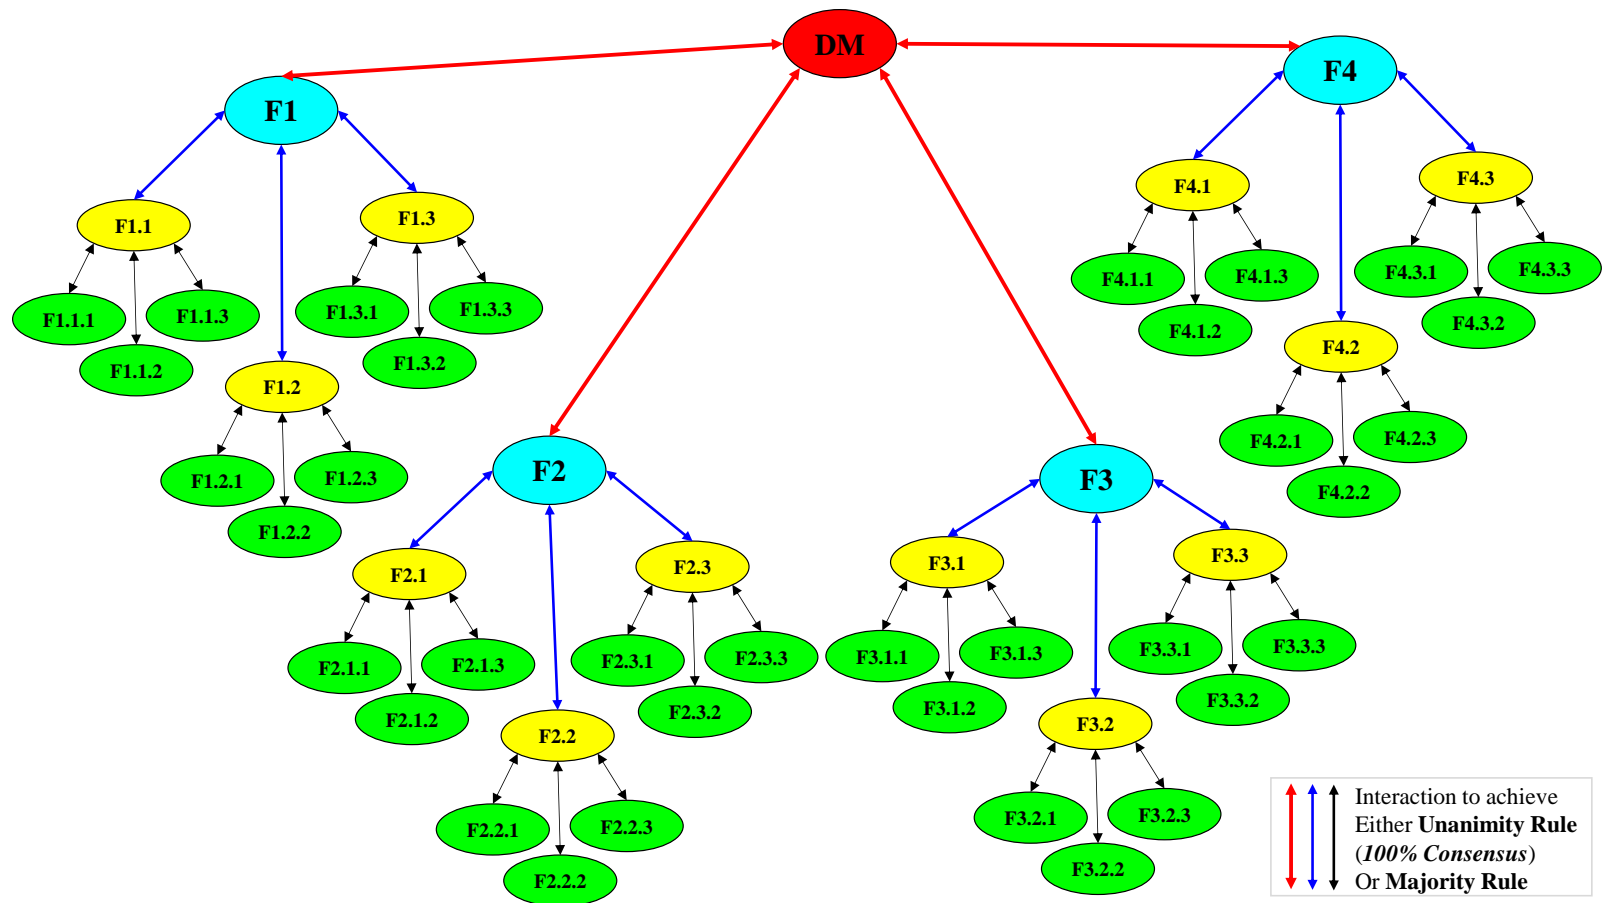 DM
F1
F4
F1.1
F1.3
F4.1
F4.3
F1.1.1
F1.1.3
F1.1.2
F1.3.1
F1.3.3
F1.3.2
F4.1.1
F4.1.3
F4.1.2
F4.3.1
F4.3.3
F4.3.2
F1.2
F1.2.1
F1.2.3
F1.2.2
F4.2
F4.2.1
F4.2.3
F4.2.2
F2
F3
F2.1
F2.3
F2.1.1
F2.1.3
F2.1.2
F2.3.1
F2.3.3
F2.3.2
F2.2
F2.2.1
F2.2.3
F2.2.2
F3.1
F3.3
F3.1.1
F3.1.3
F3.1.2
F3.3.1
F3.3.3
F3.3.2
F3.2
F3.2.1
F3.2.3
F3.2.2
Interaction to achieve
Either Unanimity Rule
(100% Consensus)
Or Majority Rule